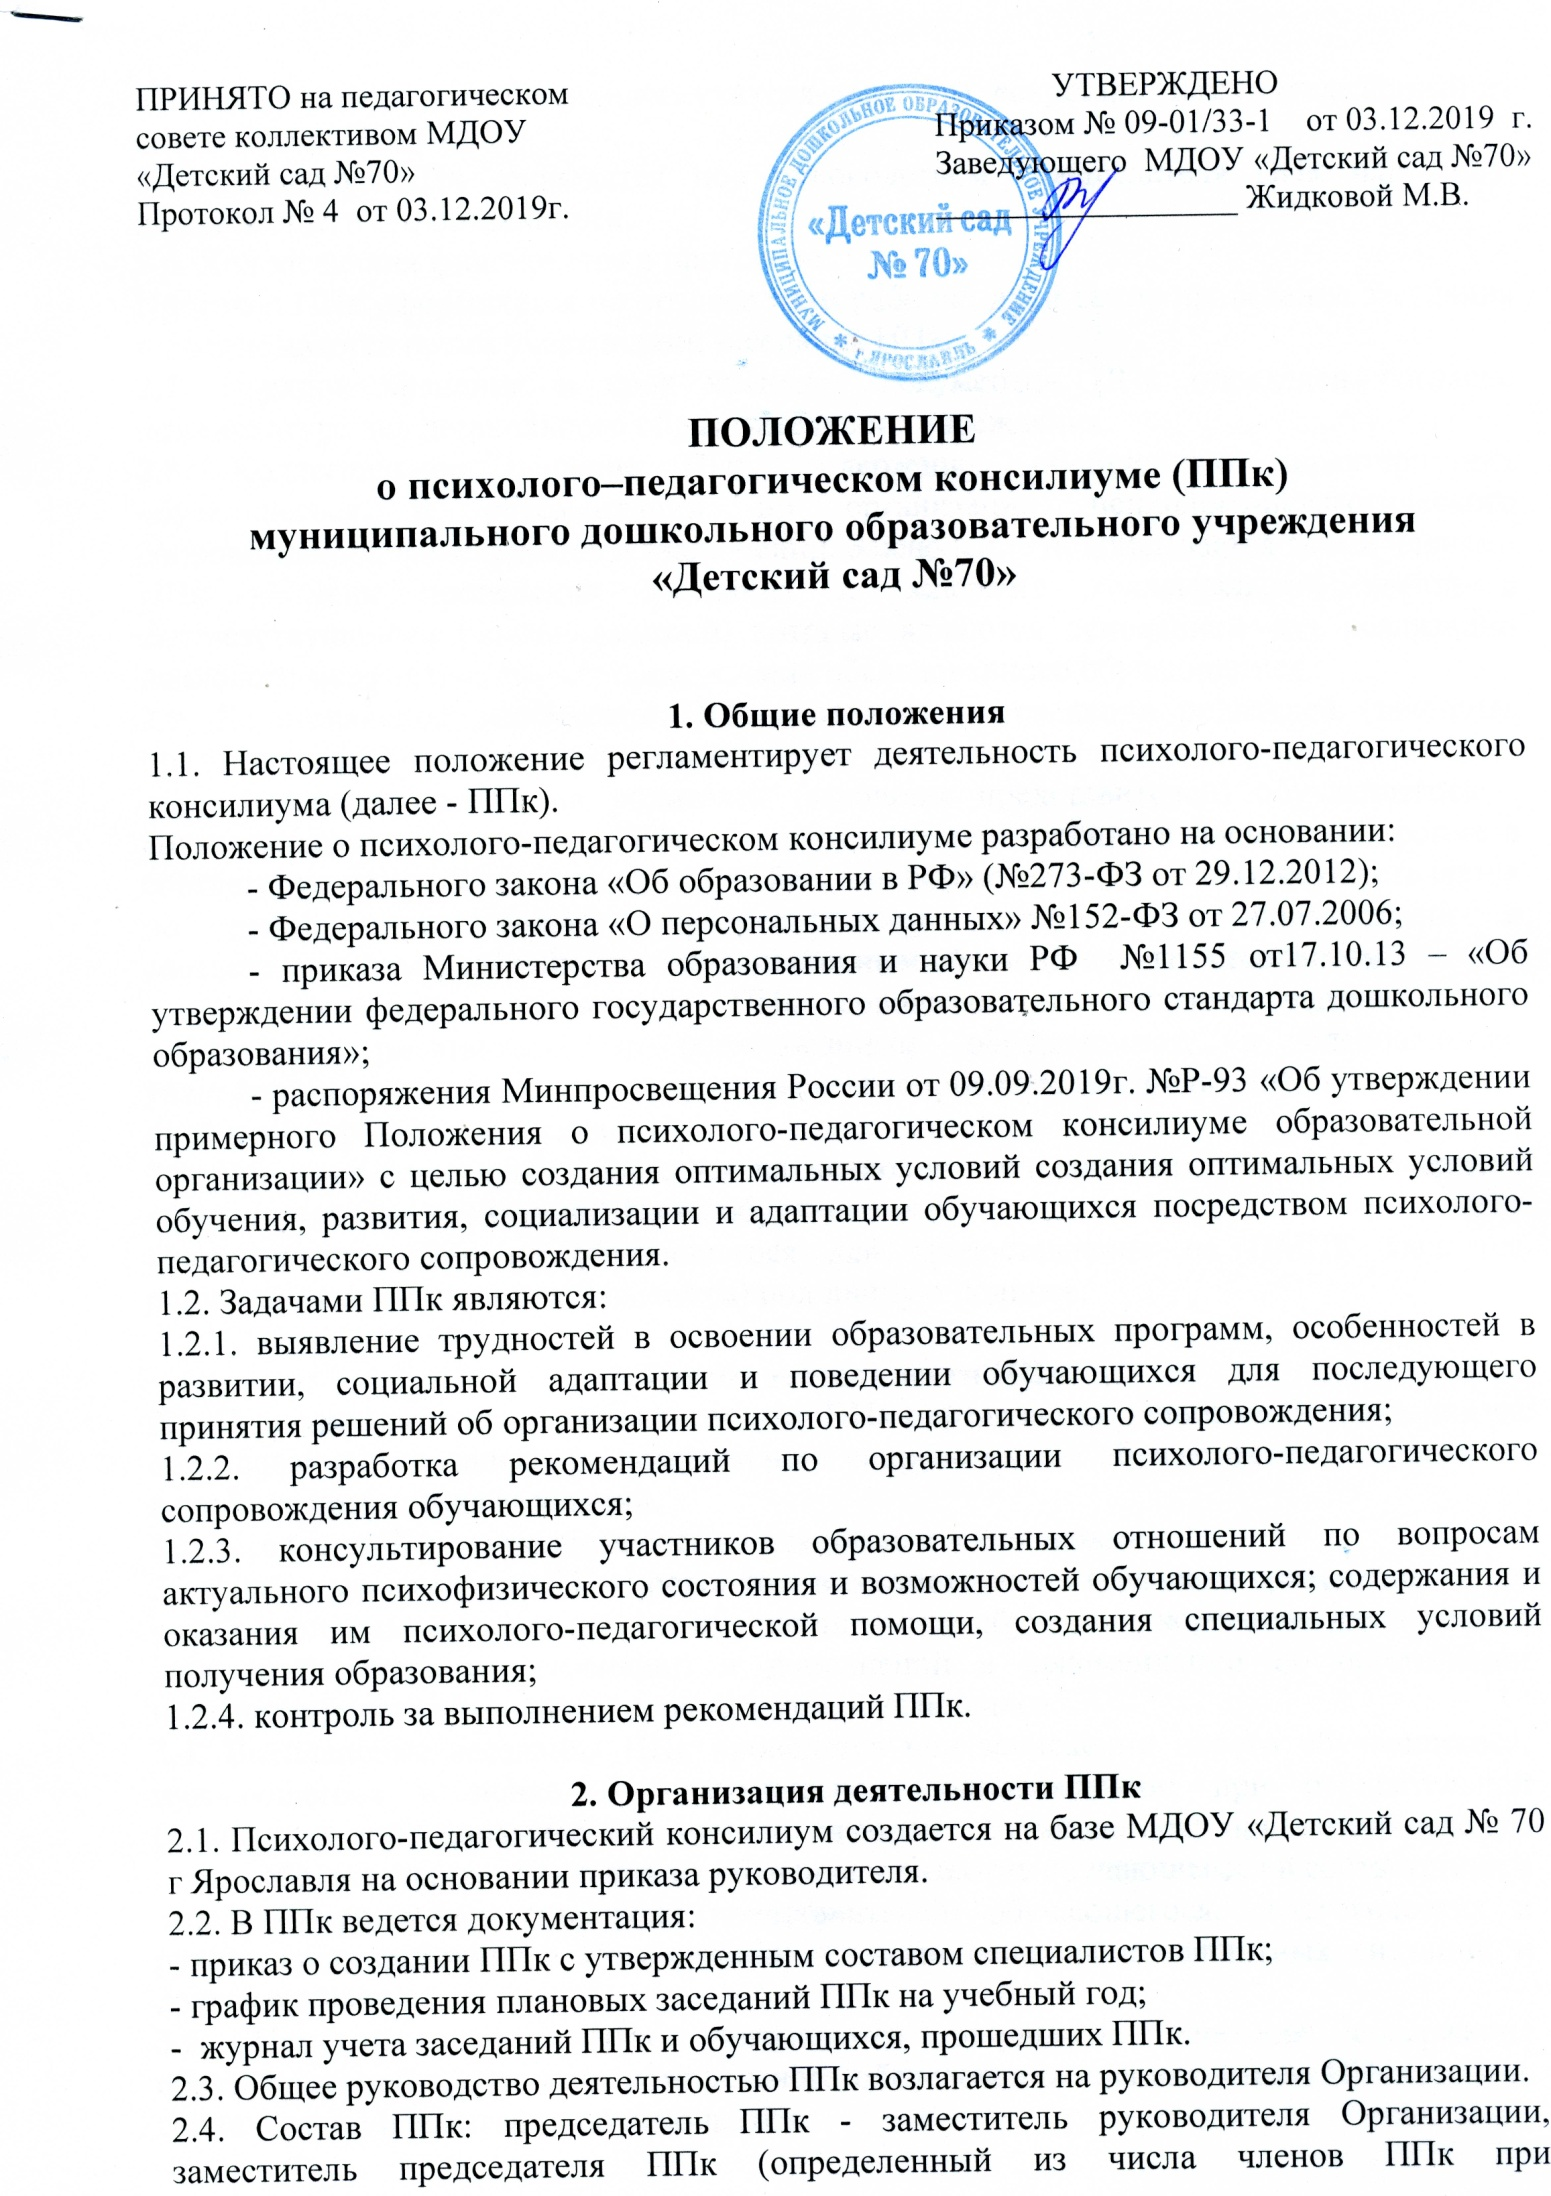 ПРИНЯТО на педагогическом
совете коллективом МДОУ
«Детский сад №70»
Протокол № 4 от 03.12.2019г.
УТВЕРЖДЕНО
Приказом № 09-01/33-1 от 03.12.2019 г.
Заведующего МДОУ «Детский сад №70»
Жидковой М.В.
МУНИЦИПАЛЬНОЕ ДОШКОЛЬНОЕ ОБРАЗОВАТЕЛЬНОЕ УЧРЕЖДЕНИЕ
«Детский сад
№ 70»
г. ЯРОСЛАВЛЬ
ПОЛОЖЕНИЕ
о психолого–педагогическом консилиуме (ППк)
муниципального дошкольного образовательного учреждения
«Детский сад №70»
1. Общие положения
1.1. Настоящее положение регламентирует деятельность психолого-педагогического
консилиума (далее - ППк).
Положение о психолого-педагогическом консилиуме разработано на основании:
- Федерального закона «Об образовании в РФ» (№273-ФЗ от 29.12.2012);
- Федерального закона «О персональных данных» №152-ФЗ от 27.07.2006;
- приказа Министерства образования и науки РФ №1155 от17.10.13 – «Об
утверждении федерального государственного образовательного стандарта дошкольного
образования»;
- распоряжения Минпросвещения России от 09.09.2019г. №Р-93 «Об утверждении
примерного Положения о психолого-педагогическом консилиуме образовательной
организации» с целью создания оптимальных условий создания оптимальных условий
обучения, развития, социализации и адаптации обучающихся посредством психолого-
педагогического сопровождения.
1.2. Задачами ППк являются:
1.2.1. выявление трудностей в освоении образовательных программ, особенностей в
развитии, социальной адаптации и поведении обучающихся для последующего
принятия решений об организации психолого-педагогического сопровождения;
1.2.2. разработка рекомендаций по организации психолого-педагогического
сопровождения обучающихся;
1.2.3. консультирование участников образовательных отношений по вопросам
актуального психофизического состояния и возможностей обучающихся; содержания и
оказания им психолого-педагогической помощи, создания специальных условий
получения образования;
1.2.4. контроль за выполнением рекомендаций ППк.
2. Организация деятельности ППк
2.1. Психолого-педагогический консилиум создается на базе МДОУ «Детский сад № 70
г Ярославля на основании приказа руководителя.
2.2. В ППк ведется документация:
- приказ о создании ППк с утвержденным составом специалистов ППк;
- график проведения плановых заседаний ППк на учебный год;
- журнал учета заседаний ППк и обучающихся, прошедших ППк.
2.3. Общее руководство деятельностью ППк возлагается на руководителя Организации.
2.4. Состав ППк: председатель ППк - заместитель руководителя Организации,
заместитель председателя ППк (определенный из числа членов ППк при